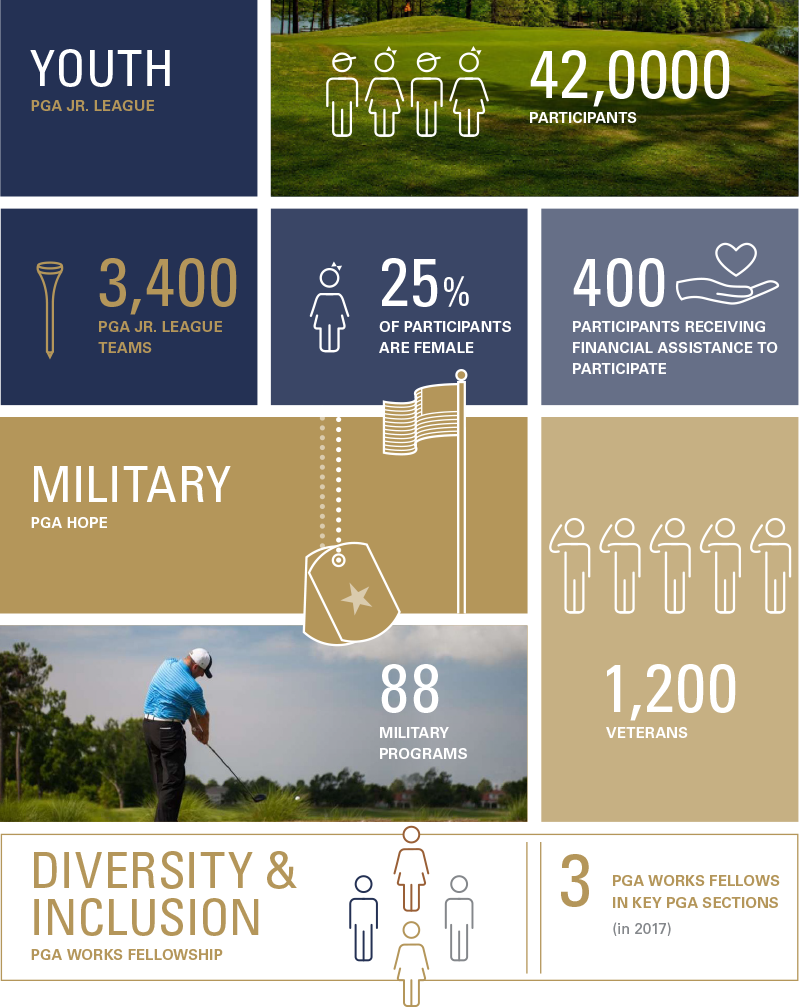 YOUTH
PGA JR. LEAGUE
42,0000
PARTICIPANTS
3,400
PGA JR. LEAGUE
TEAMS
25%
OF PARTICIPANTS
ARE FEMALE
400
PARTICIPANTS RECEIVING
FINANCIAL ASSISTANCE TO
PARTICIPATE
MILITARY
PGA HOPE
88
MILITARY
PROGRAMS
1,200
VETERANS
DIVERSITY &
INCLUSION
PGA WORKS FELLOWSHIP
3
PGA WORKS FELLOWS
IN KEY PGA SECTIONS
(in 2017)